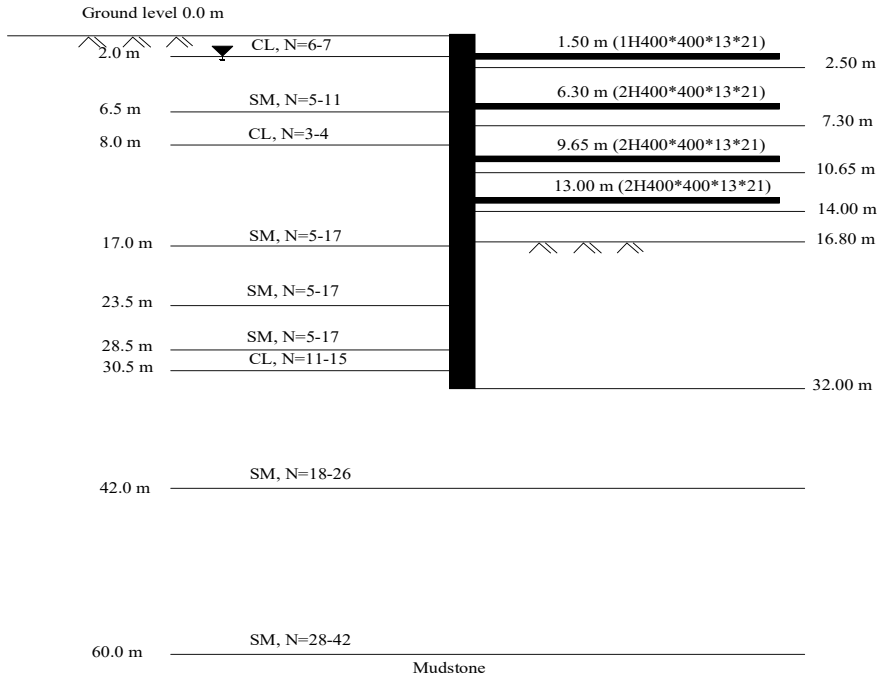 Ground level 0.0 m
CL, N=6-7
1.50 m (1H400*400*13*21)
2.0 m
2.50 m
6.30 m (2H400*400*13*21)
SM, N=5-11
6.5 m
7.30 m
CL, N=3-4
8.0 m
9.65 m (2H400*400*13*21)
10.65 m
13.00 m (2H400*400*13*21)
14.00 m
SM, N=5-17
17.0 m
16.80 m
SM, N=5-17
23.5 m
SM, N=5-17
28.5 m
CL, N=11-15
30.5 m
32.00 m
SM, N=18-26
42.0 m
SM, N=28-42
60.0 m
Mudstone